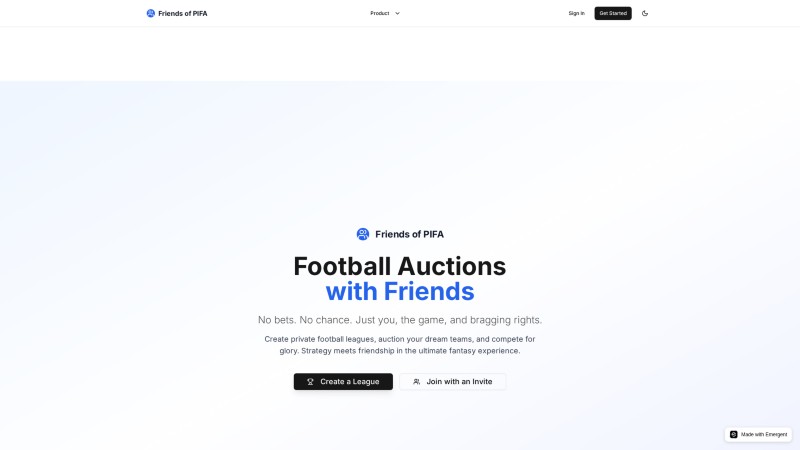 Friends of PIFA
Product
Sign In
Get Started
Friends of PIFA
Football Auctions
with Friends
No bets. No chance. Just you, the game, and bragging rights.
Create private football leagues, auction your dream teams, and compete for
glory. Strategy meets friendship in the ultimate fantasy experience.
Create a League
Join with an Invite
Made with Emergent